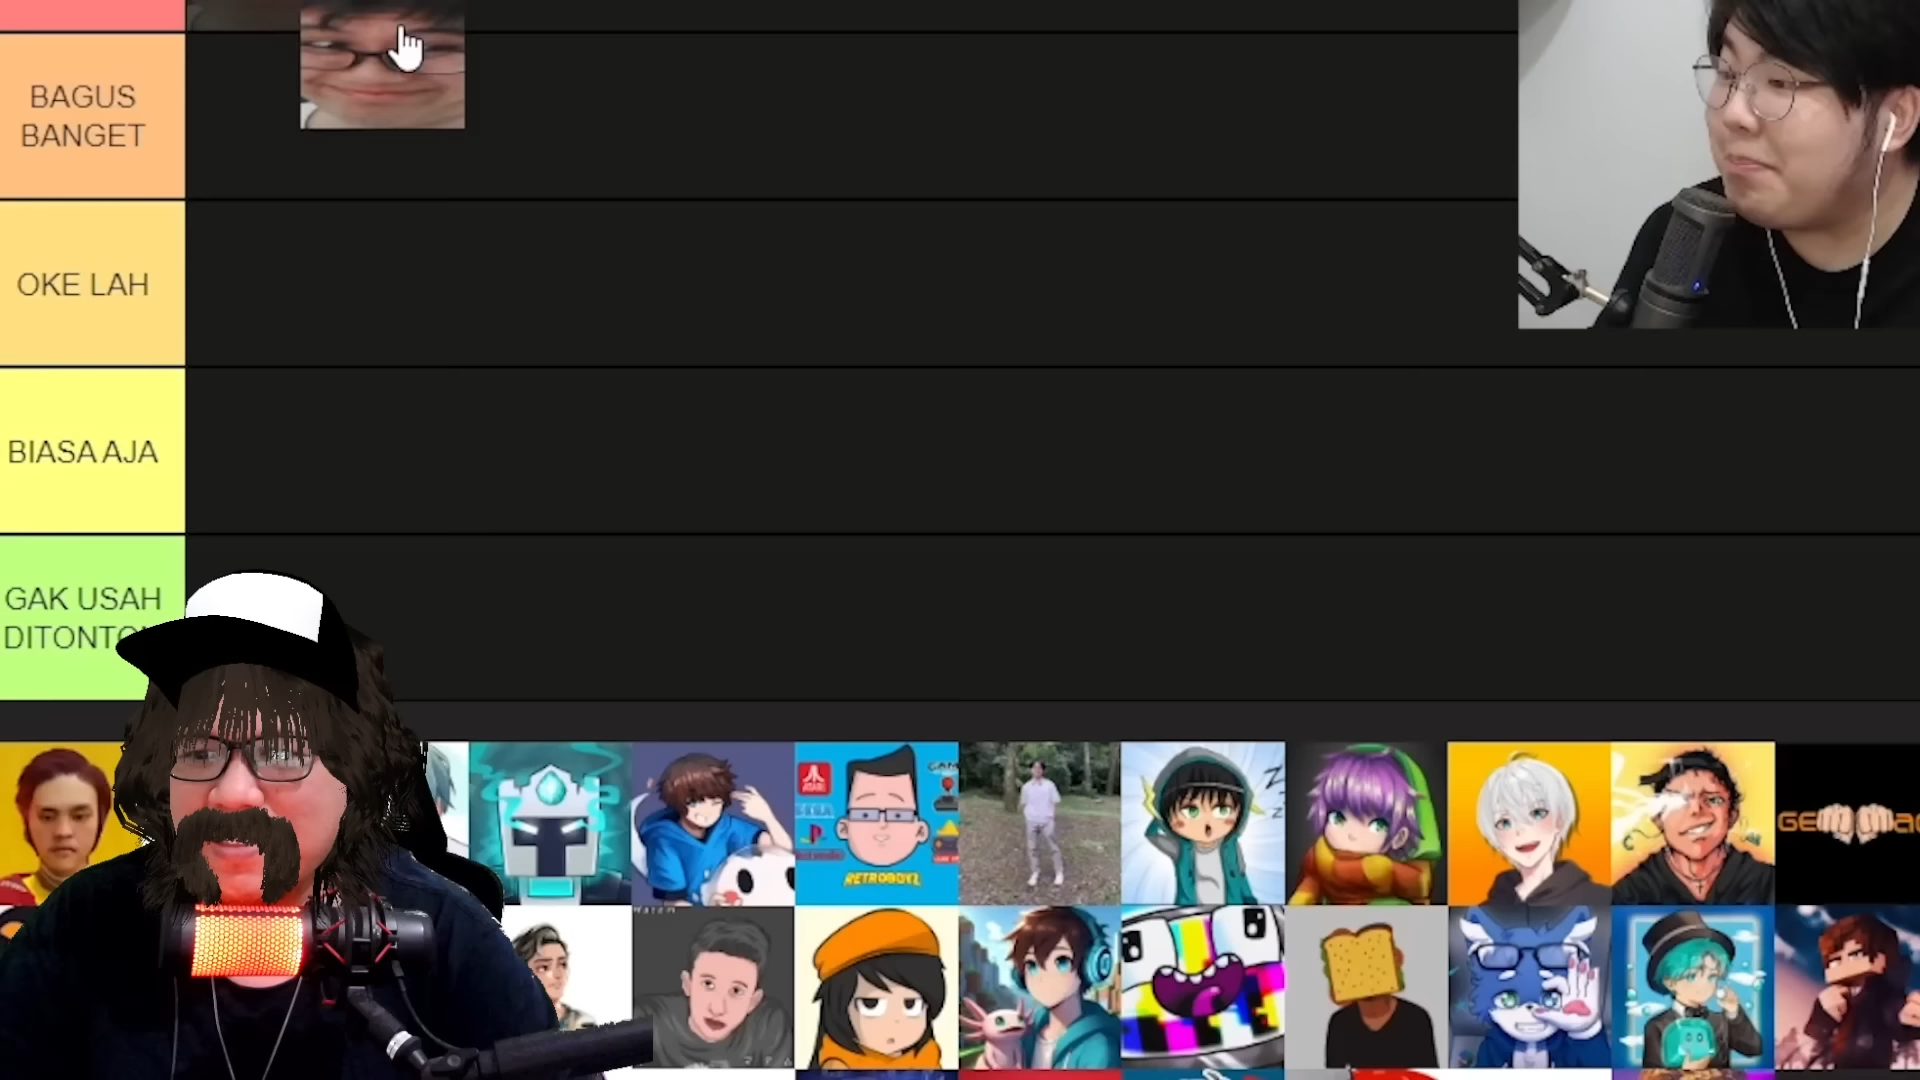 BAGUS
BANGET
OKE LAH
BIASA AJA
GAK USAH
RETROBOYZ